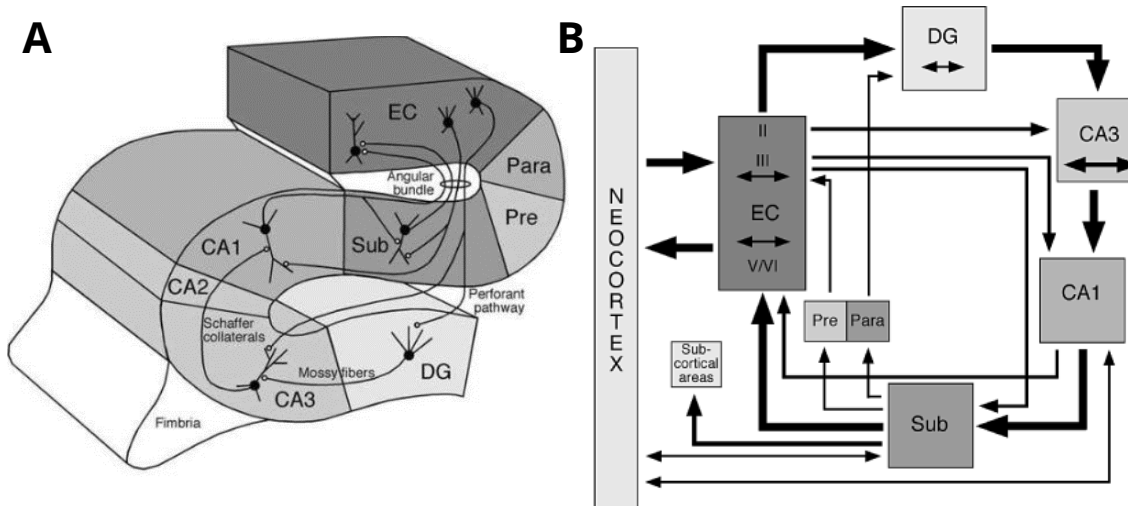 A
EC
Para
Angular
bundle
Pre
CA1
Sub
CA2
Perforant
pathway
Schaffer
collaterals
Mossy fibers
DG
CA3
Fimbria
B
DG
II
CA3
III
NEOCORTEX
EC
V/VI
CA1
Pre
Para
Sub-
cortical
areas
Sub